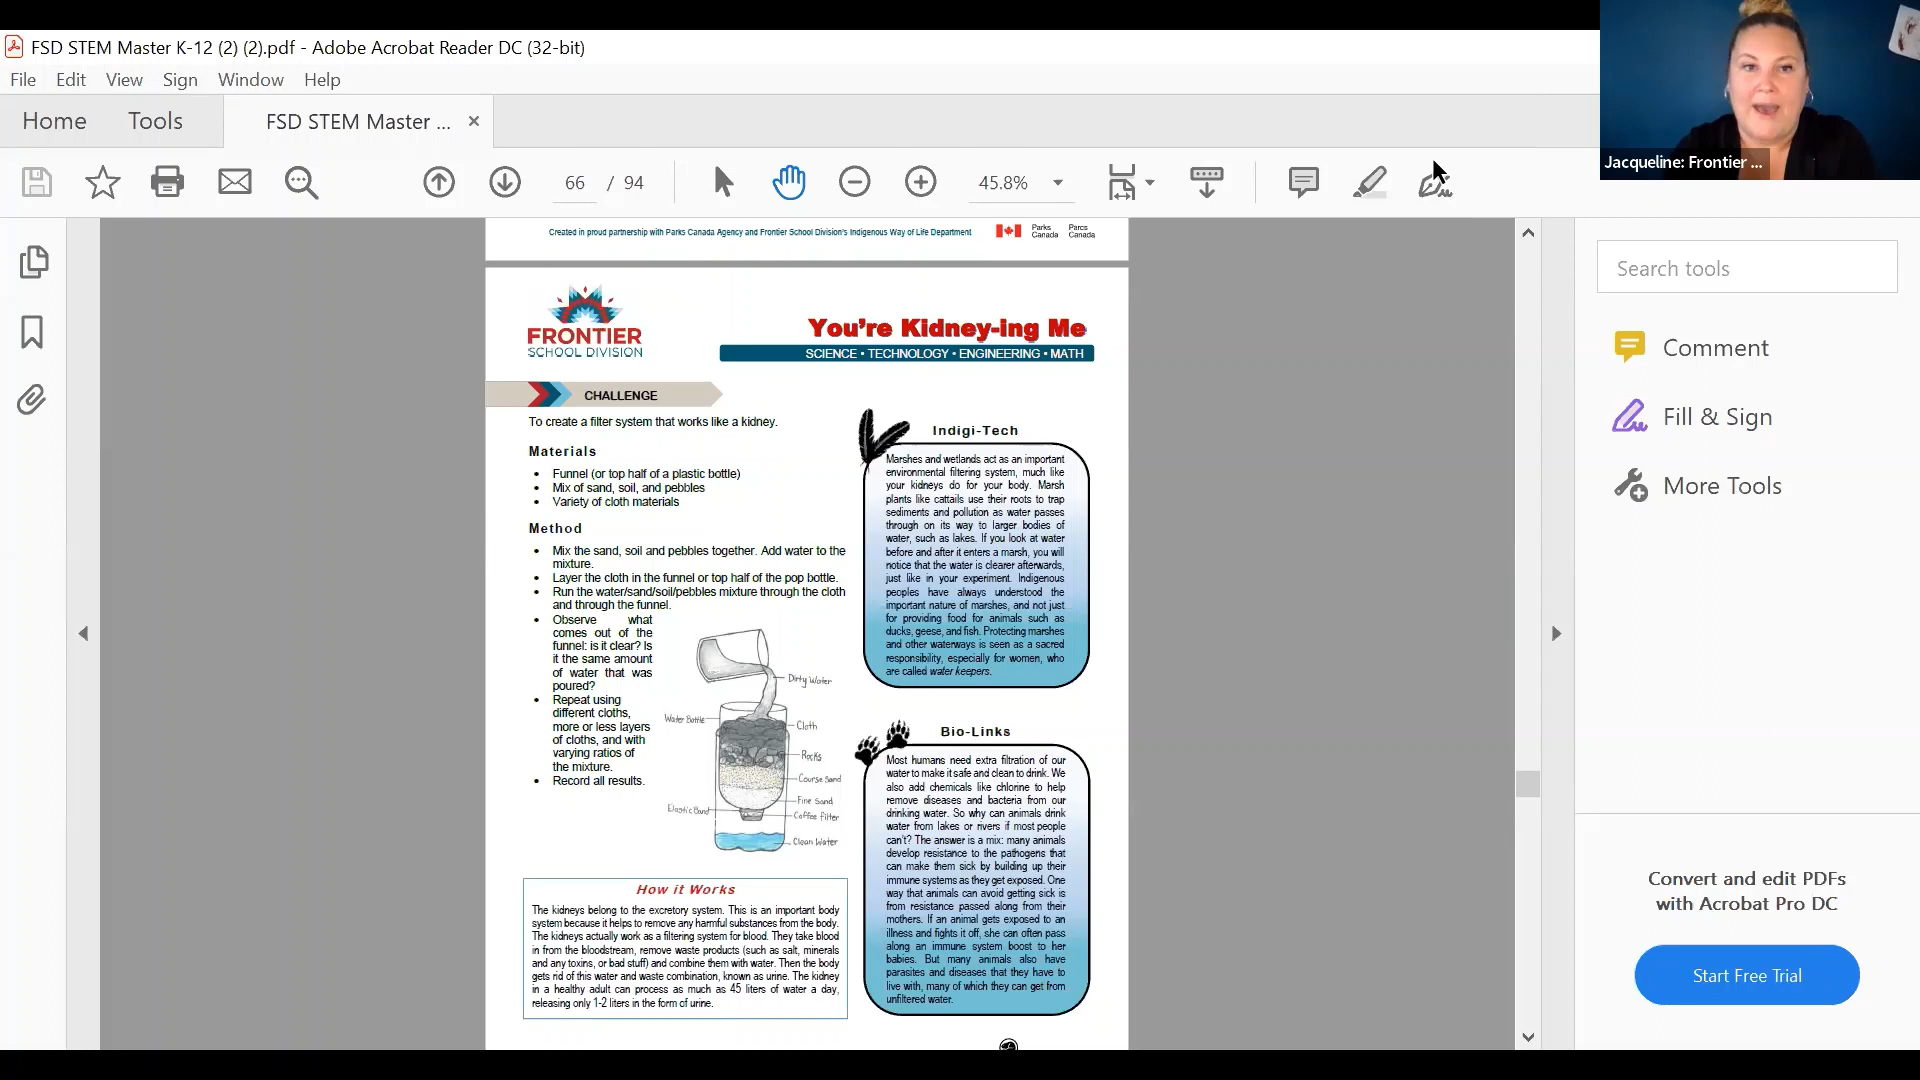 FSD STEM Master K-12 (2) (2).pdf - Adobe Acrobat Reader DC (32-bit)
File Edit View Sign Window Help
Home Tools FSD STEM Master ... ×
66 / 94 45.8%
Jacqueline: Frontier ...
Created in proud partnership with Parks Canada Agency and Frontier School Division's Indigenous Way of Life Department
Parks Parcs
Canada Canada
FRONTIER
SCHOOL DIVISION
You're Kidney-ing Me
SCIENCE • TECHNOLOGY • ENGINEERING • MATH
CHALLENGE
To create a filter system that works like a kidney.
Materials
• Funnel (or top half of a plastic bottle)
• Mix of sand, soil, and pebbles
• Variety of cloth materials
Method
• Mix the sand, soil and pebbles together. Add water to the
mixture.
• Layer the cloth in the funnel or top half of the pop bottle.
• Run the water/sand/soil/pebbles mixture through the cloth
and through the funnel.
• Observe what
comes out of the
funnel: is it clear? Is
it the same amount
of water that was
poured?
• Repeat using
different cloths,
more or less layers
of cloths, and with
varying ratios of
the mixture.
• Record all results.
Dirty Water
Water Bottle
Cloth
Rocks
Course Sand
Fine Sand
Elastic Band
Coffee Filter
Clean Water
How it Works
The kidneys belong to the excretory system. This is an important body
system because it helps to remove any harmful substances from the body.
The kidneys actually work as a filtering system for blood. They take blood
in from the bloodstream, remove waste products (such as salt, minerals
and any toxins, or bad stuff) and combine them with water. Then the body
gets rid of this water and waste combination, known as urine. The kidney
in a healthy adult can process as much as 45 liters of water a day,
releasing only 1-2 liters in the form of urine.
Indigi-Tech
Marshes and wetlands act as an important
environmental filtering system, much like
your kidneys do for your body. Marsh
plants like cattails use their roots to trap
sediments and pollution as water passes
through on its way to larger bodies of
water, such as lakes. If you look at water
before and after it enters a marsh, you will
notice that the water is clearer afterwards,
just like in your experiment. Indigenous
peoples have always understood the
important nature of marshes, and not just
for providing food for animals such as
ducks, geese, and fish. Protecting marshes
and other waterways is seen as a sacred
responsibility, especially for women, who
are called water keepers.
Bio-Links
Most humans need extra filtration of our
water to make it safe and clean to drink. We
also add chemicals like chlorine to help
remove diseases and bacteria from our
drinking water. So why can animals drink
water from lakes or rivers if most people
can't? The answer is a mix: many animals
develop resistance to the pathogens that
can make them sick by building up their
immune systems as they get exposed. One
way that animals can avoid getting sick is
from resistance passed along from their
mothers. If an animal gets exposed to an
illness and fights it off, she can often pass
along an immune system boost to her
babies. But many animals also have
parasites and diseases that they have to
live with, many of which they can get from
unfiltered water.
Search tools
Comment
Fill & Sign
More Tools
Convert and edit PDFs
with Acrobat Pro DC
Start Free Trial